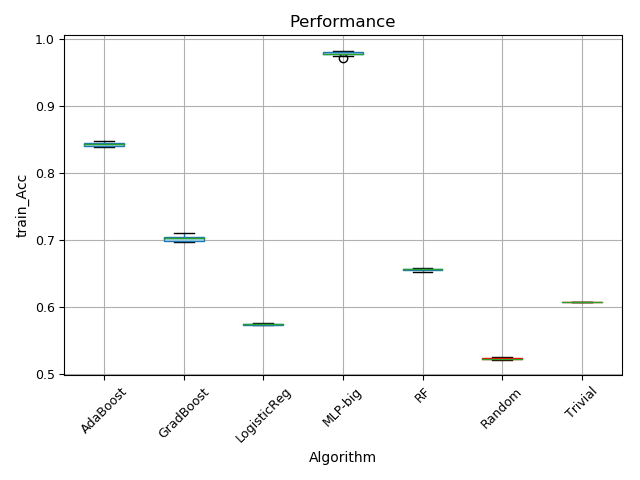 Performance
train_Acc
1.0
0.9
0.8
0.7
0.6
0.5
AdaBoost
GradBoost
LogisticReg
MLP-big
RF
Random
Trivial
Algorithm